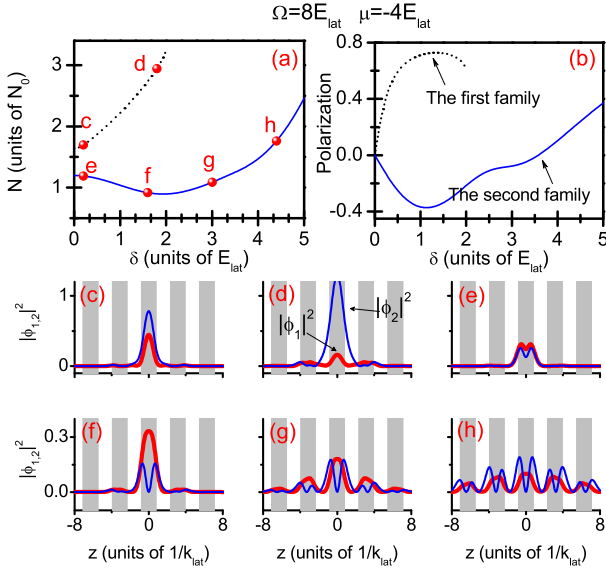 Ω=8E_lat μ=-4E_lat
(a)
N (units of N_0)
3
2
1
c
d
e
f
g
h
0 1 2 3 4 5
δ (units of E_lat)
(b)
Polarization
0.8
0.4
0.0
-0.4
The first family
The second family
0 1 2 3 4 5
δ (units of E_lat)
(c) (d) (e)
|ϕ_{1,2}|^2
1
0
|ϕ_1|^2
|ϕ_2|^2
(f) (g) (h)
|ϕ_{1,2}|^2
0.3
0.0
-8 0 8 -8 0 8 -8 0 8
z (units of 1/k_lat) z (units of 1/k_lat) z (units of 1/k_lat)